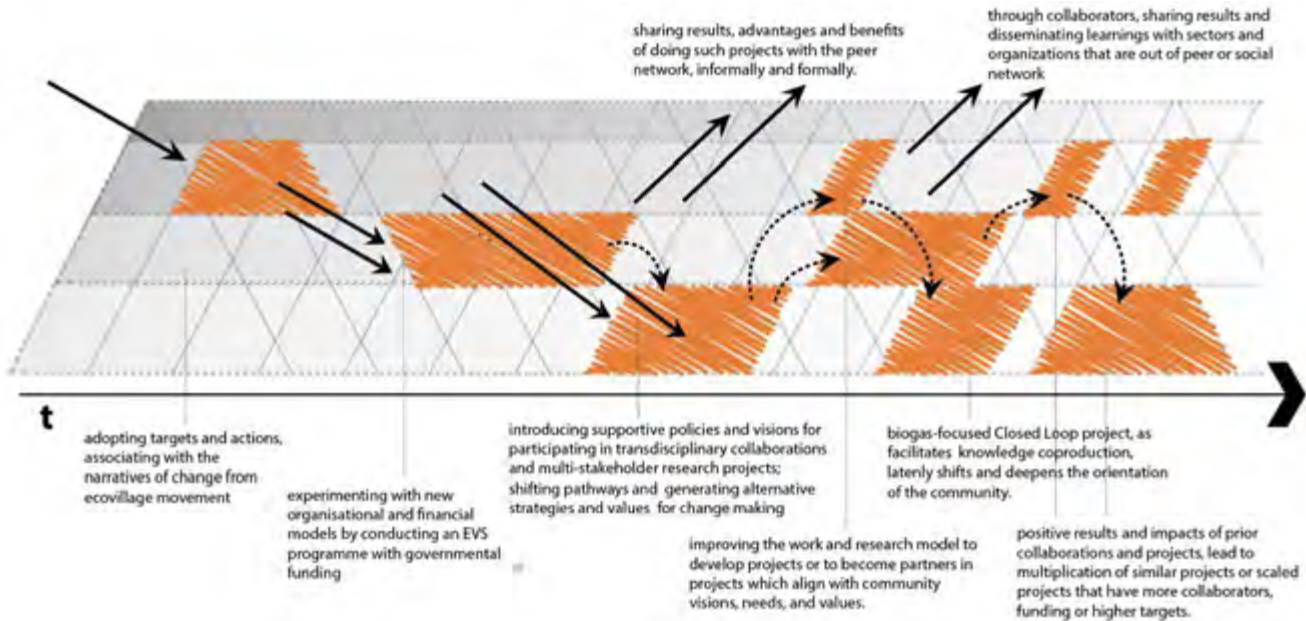 sharing results, advantages and benefits
of doing such projects with the peer
network, informally and formally.
through collaborators, sharing results and
disseminating learnings with sectors and
organizations that are out of peer or social
network
t
adopting targets and actions,
associating with the
narratives of change from
ecovillage movement
experimenting with new
organisational and financial
models by conducting an EVS
programme with governmental
funding
introducing supportive policies and visions for
participating in transdisciplinary collaborations
and multi-stakeholder research projects;
shifting pathways and generating alternative
strategies and values for change making
improving the work and research model to
develop projects or to become partners in
projects which align with community
visions, needs, and values.
biogas-focused Closed Loop project, as
facilitates knowledge coproduction,
latenly shifts and deepens the orientation
of the community.
positive results and impacts of prior
collaborations and projects, lead to
multiplication of similar projects or scaled
projects that have more collaborators,
funding or higher targets.